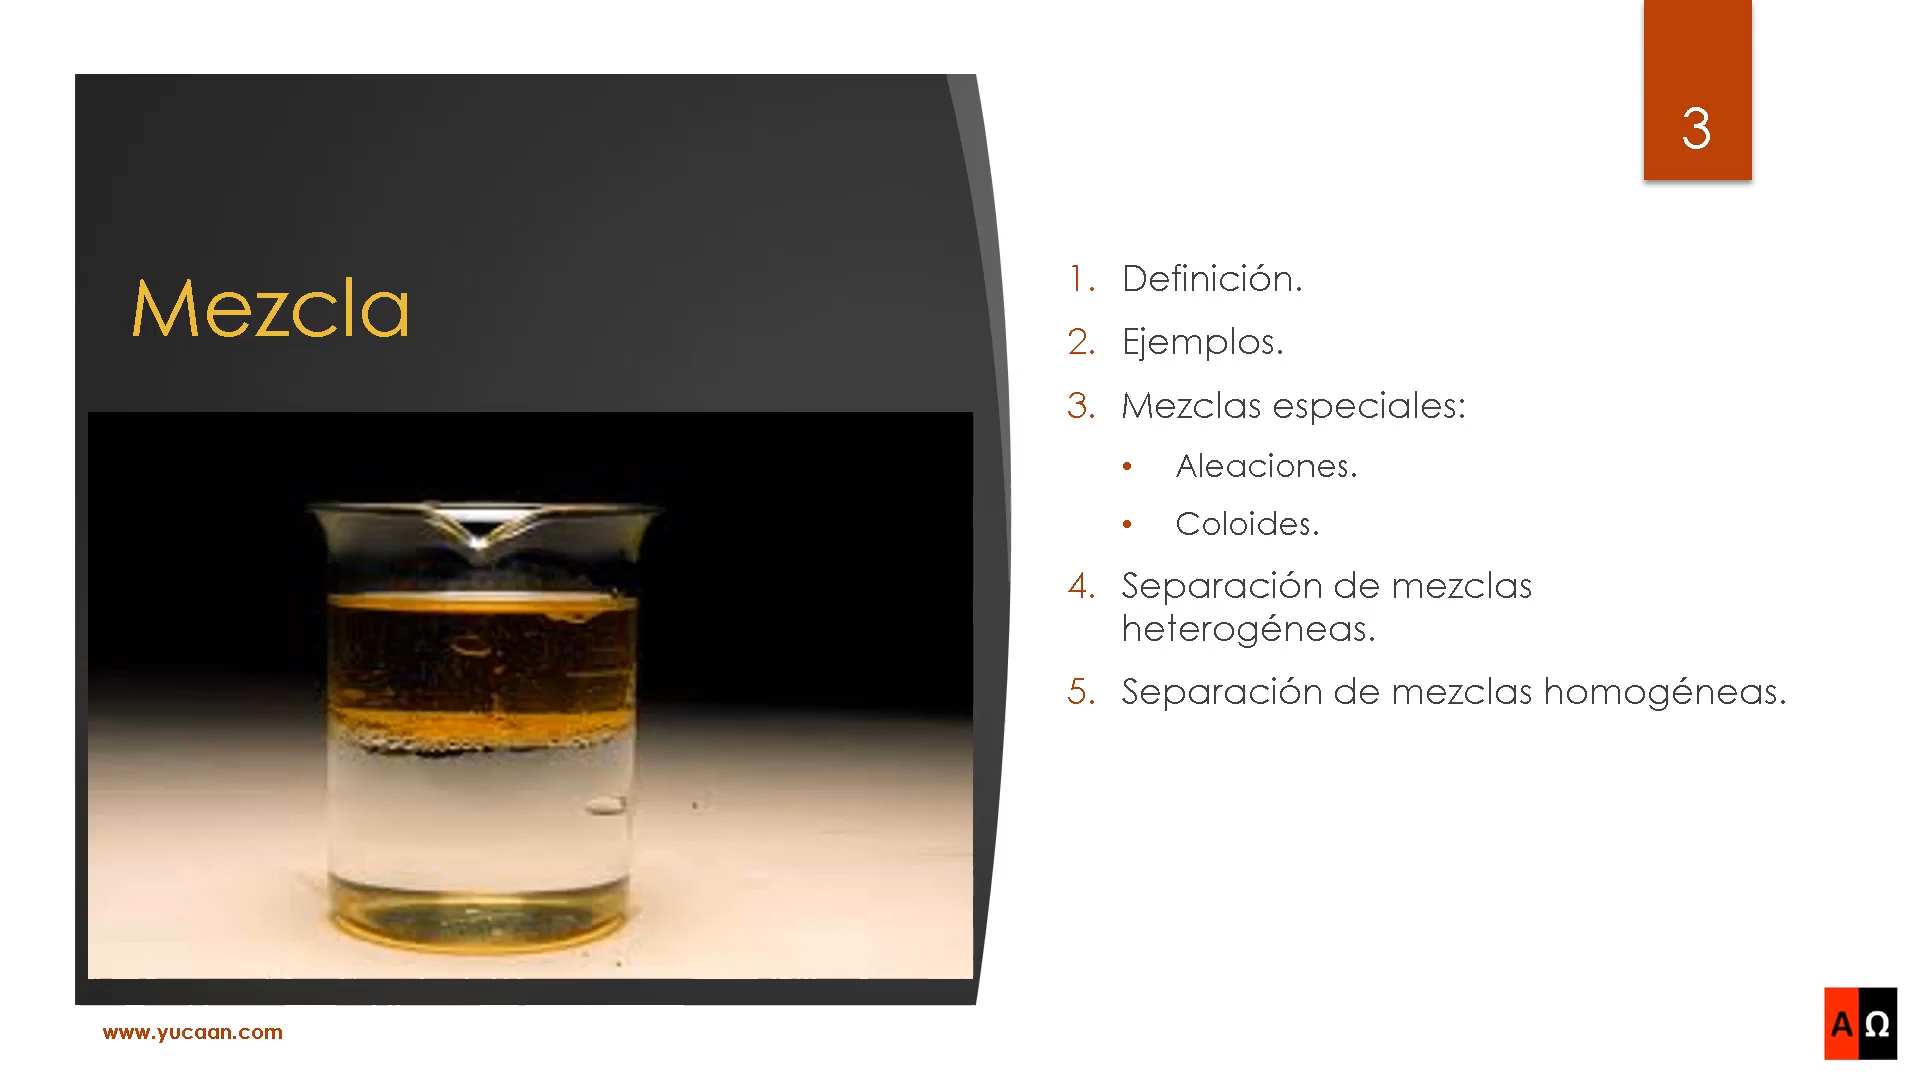 3
Mezcla
1. Definición.
2. Ejemplos.
3. Mezclas especiales:
• Aleaciones.
• Coloides.
4. Separación de mezclas
heterogéneas.
5. Separación de mezclas homogéneas.
www.yucaan.com
AΩ